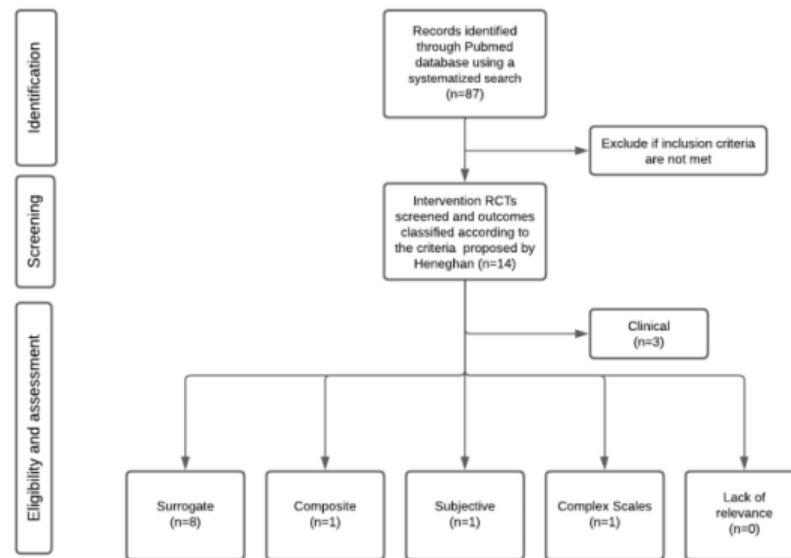 Identification
Records identified
through Pubmed
database using a
systematized search
(n=87)
Exclude if inclusion criteria
are not met
Screening
Intervention RCTs
screened and outcomes
classified according to
the criteria proposed by
Heneghan (n=14)
Eligibility and assessment
Clinical
(n=3)
Surrogate
(n=8)
Composite
(n=1)
Subjective
(n=1)
Complex Scales
(n=1)
Lack of
relevance
(n=0)